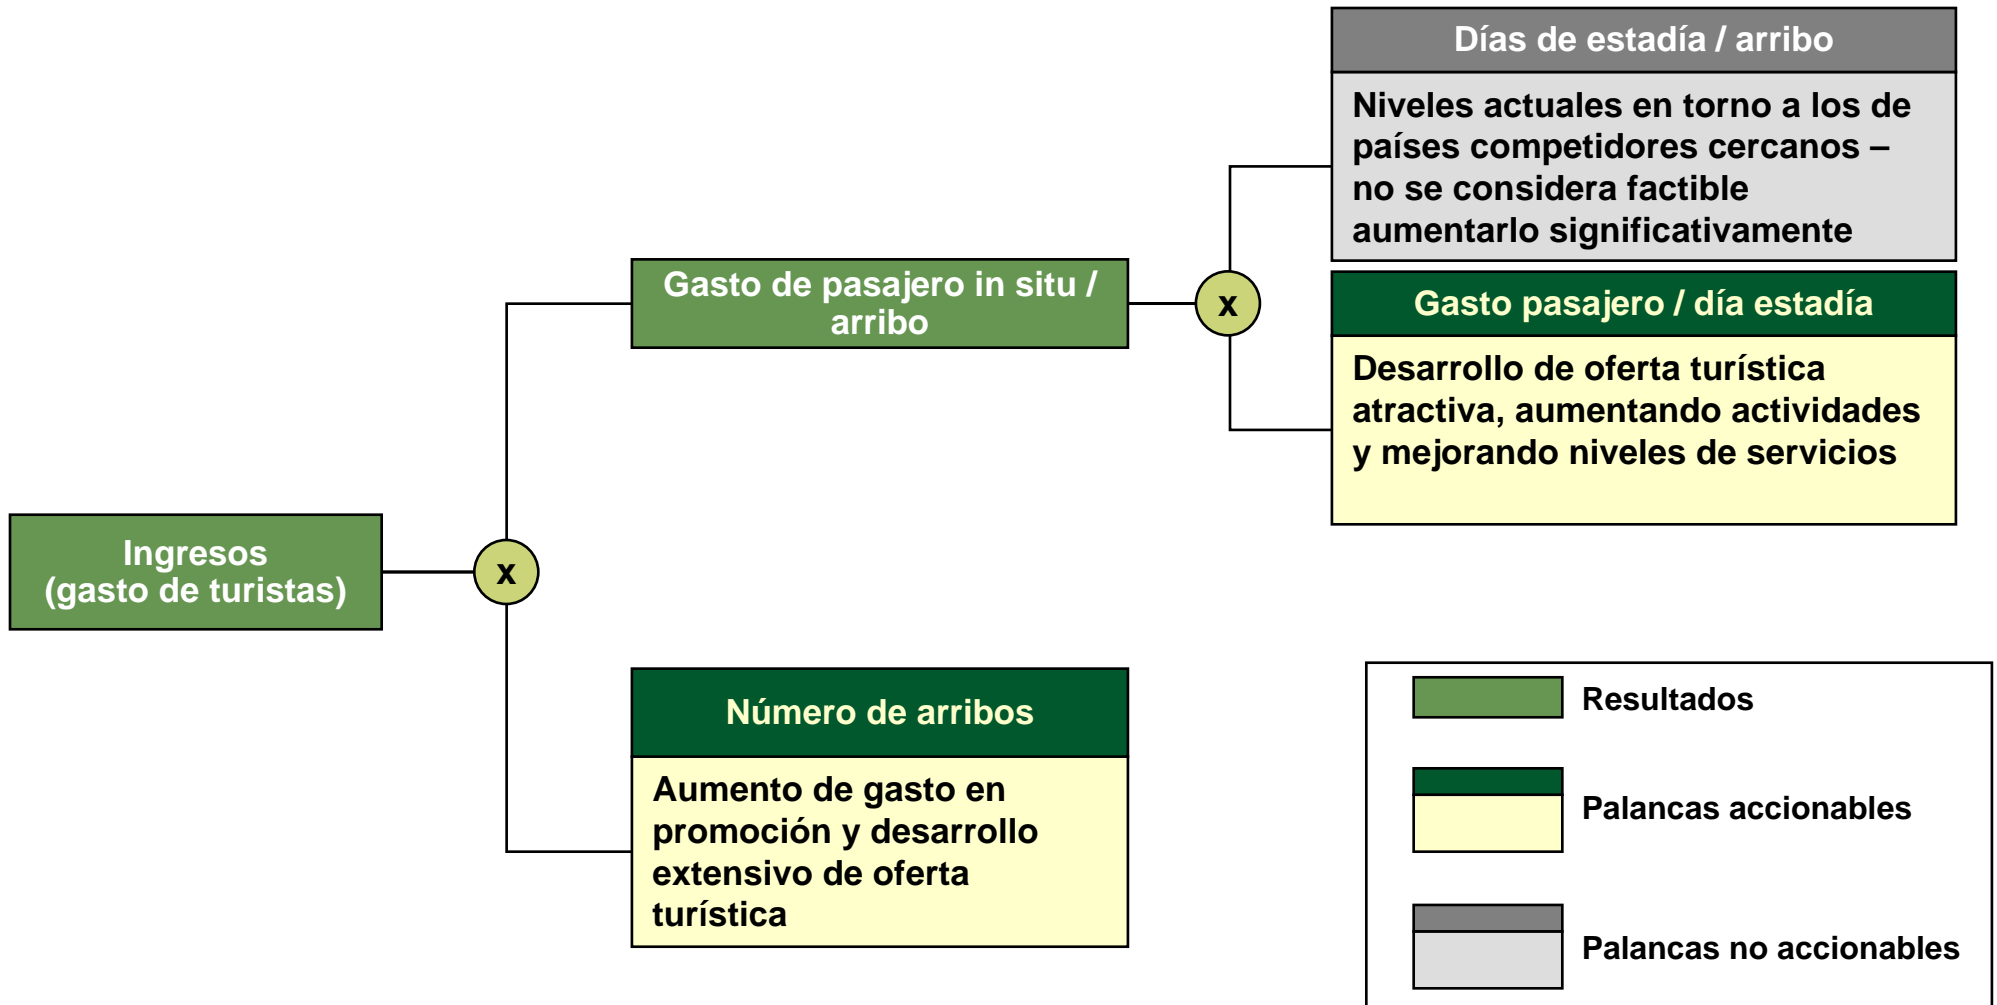 Días de estadía / arribo
Niveles actuales en torno a los de
países competidores cercanos –
no se considera factible
aumentarlo significativamente
Gasto de pasajero in situ /
arribo
x
Gasto pasajero / día estadía
Desarrollo de oferta turística
atractiva, aumentando actividades
y mejorando niveles de servicios
Ingresos
(gasto de turistas)
x
Número de arribos
Aumento de gasto en
promoción y desarrollo
extensivo de oferta
turística
Resultados
Palancas accionables
Palancas no accionables